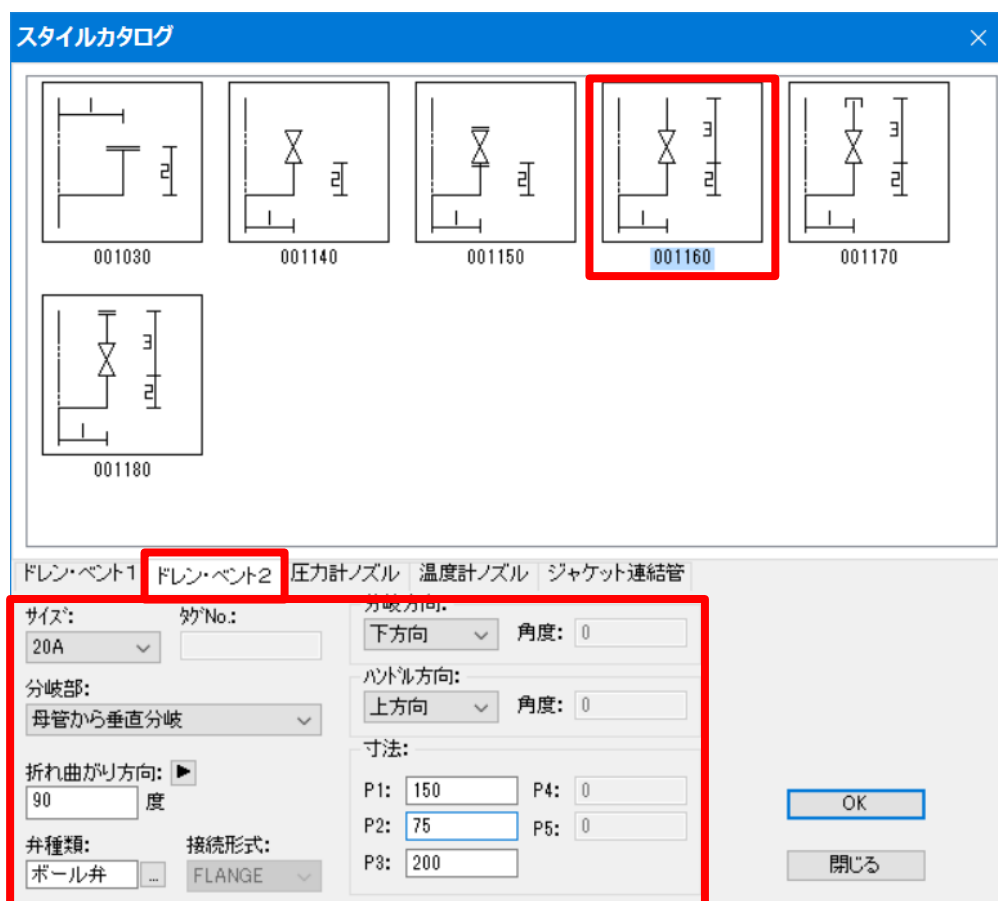 スタイルカタログ
001030
001140
001150
001160
001170
001180
ドレン・ベント1
ドレン・ベント2
圧力計ノズル
温度計ノズル
ジャケット連結管
サイズ:
20A
タグNo.:
分岐部:
母管から垂直分岐
折れ曲がり方向:
90
度
弁種類:
ボール弁
...
接続形式:
FLANGE
分岐方向:
下方向
角度:
0
ハンドル方向:
上方向
角度:
0
寸法:
P1:
150
P4:
0
P2:
75
P5:
0
P3:
200
OK
閉じる